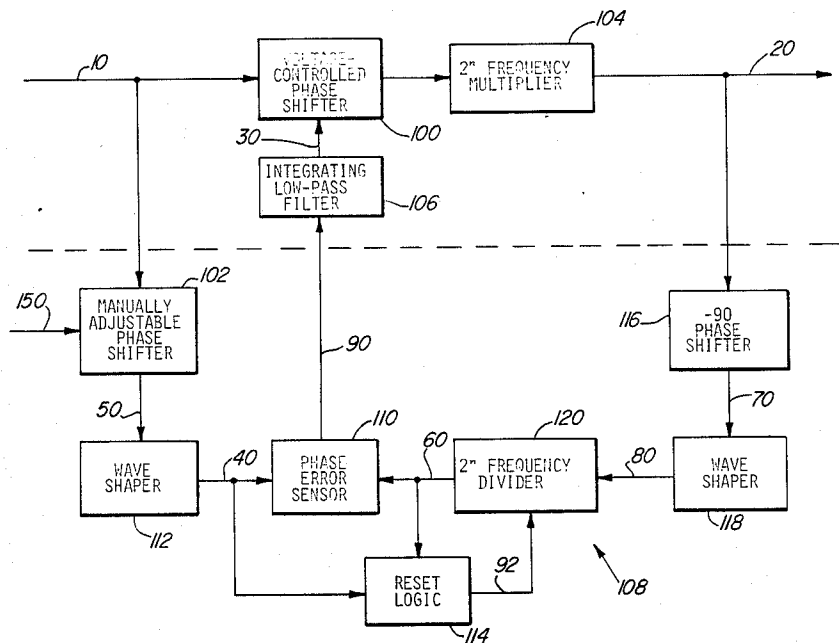 10
VOLTAGE-
CONTROLLED
PHASE
SHIFTER
100
104
2ⁿ FREQUENCY
MULTIPLIER
20
30
INTEGRATING
LOW-PASS
FILTER
106
150
102
MANUALLY
ADJUSTABLE
PHASE
SHIFTER
116
-90
PHASE
SHIFTER
90
50
70
110
120
WAVE
SHAPER
112
40
PHASE
ERROR
SENSOR
60
2ⁿ FREQUENCY
DIVIDER
80
WAVE
SHAPER
118
RESET
LOGIC
114
92
108